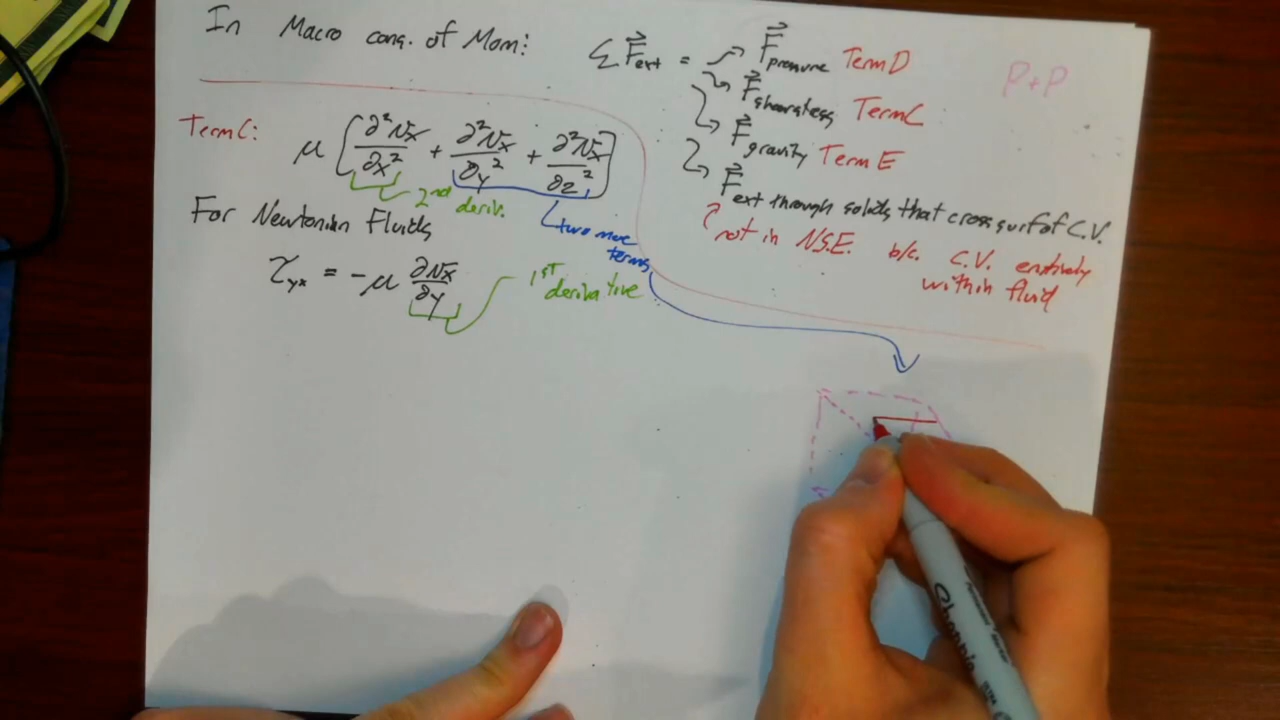 In Macro cons. of Mom:
Σ F⃗ext = F⃗pressure Term D
F⃗shearstress Term C
F⃗gravity Term E
F⃗ext through solids that cross surf of C.V.
not in N.S.E. b/c. C.V. entirely
within fluid
P+P
Term C:
μ [∂²Vx/∂x² + ∂²Vx/∂y² + ∂²Vx/∂z²]
2nd deriv.
two more
terms
For Newtonian Fluids
τyx = -μ ∂Vx/∂y
1st
derivative
Sharpie